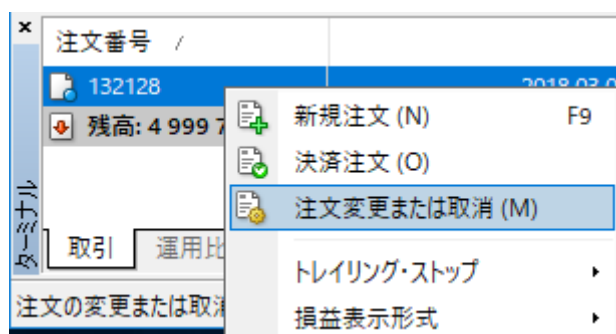 ×
注文番号 /
132128
2018.03.0
残高: 4 999 7
ターミナル
新規注文 (N) F9
決済注文 (O)
注文変更または取消 (M)
取引 運用比
トレイリング・ストップ
注文の変更または取消
損益表示形式